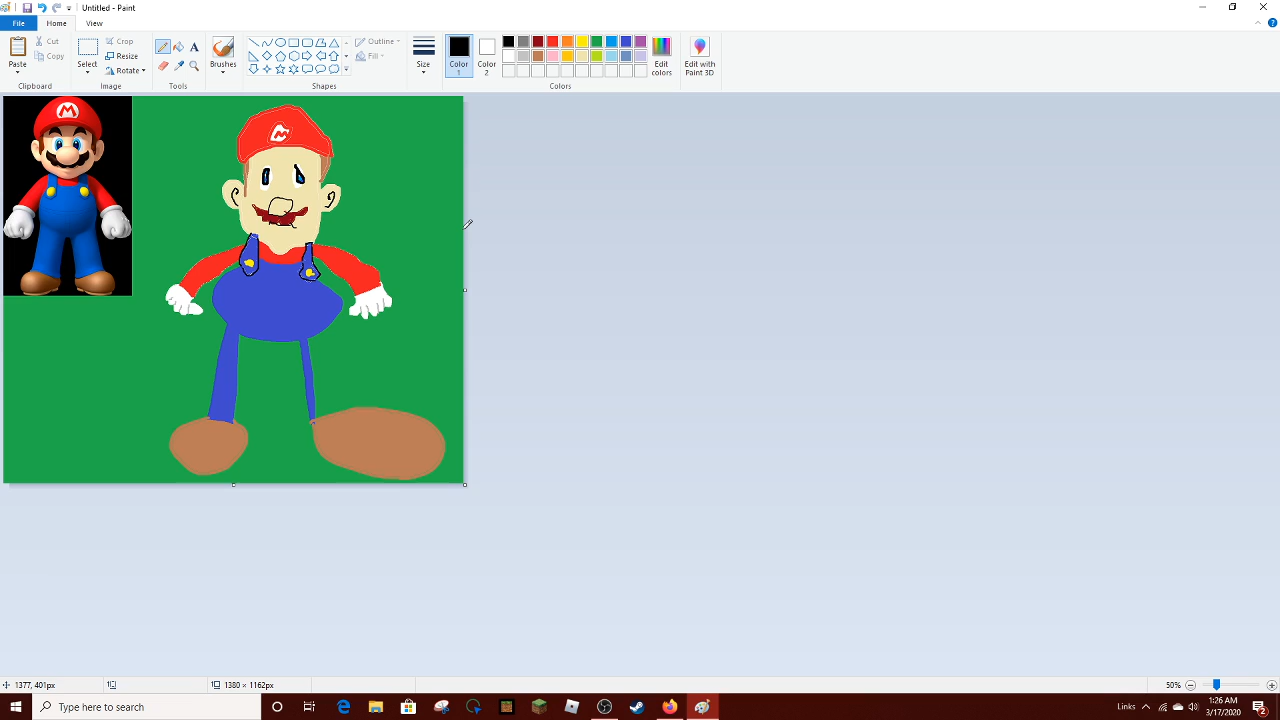 Untitled - Paint
File Home View
Paste
Cut
Copy
Clipboard
Select
Crop
Resize
Rotate
Image
A
Tools
Brushes
Outline
Fill
Shapes
Size
Color 1
Color 2
Edit colors
Colors
Edit with Paint 3D
M
M
1377, 401px
1380 × 1162px
50%
Type here to search
Links
1:26 AM
3/17/2020
2